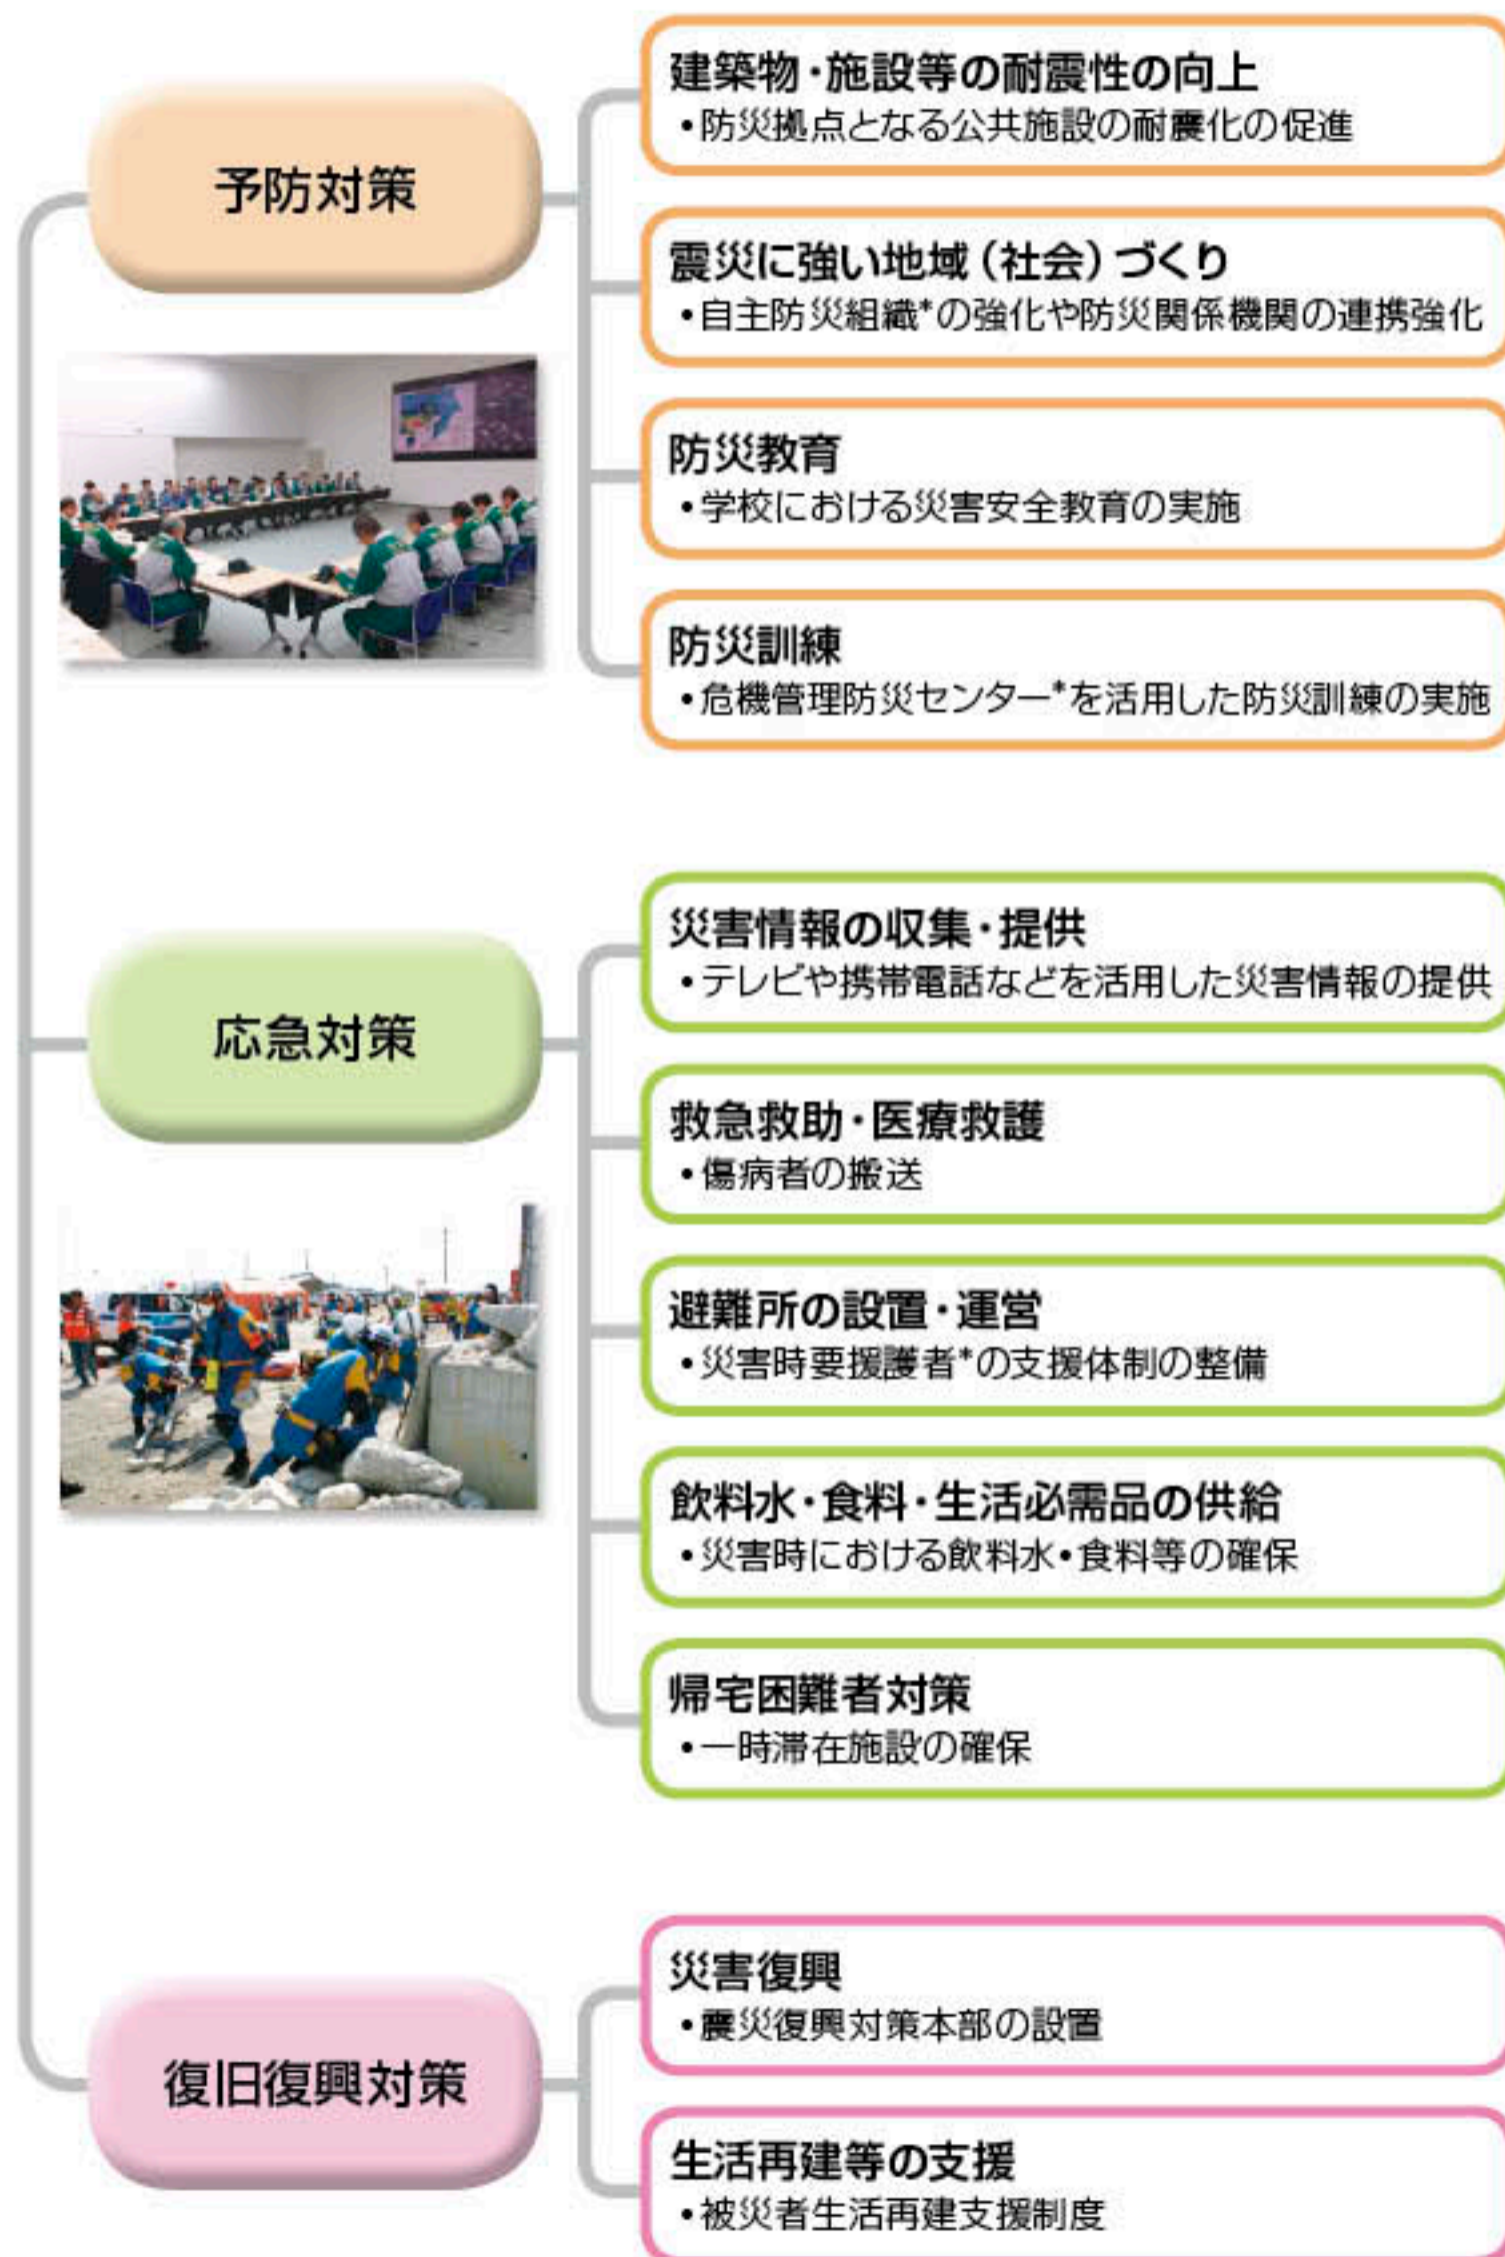 予防対策
建築物・施設等の耐震性の向上
•防災拠点となる公共施設の耐震化の促進
震災に強い地域（社会）づくり
•自主防災組織*の強化や防災関係機関の連携強化
防災教育
•学校における災害安全教育の実施
防災訓練
•危機管理防災センター*を活用した防災訓練の実施
応急対策
災害情報の収集・提供
•テレビや携帯電話などを活用した災害情報の提供
救急救助・医療救護
•傷病者の搬送
避難所の設置・運営
•災害時要援護者*の支援体制の整備
飲料水・食料・生活必需品の供給
•災害時における飲料水•食料等の確保
帰宅困難者対策
•一時滞在施設の確保
復旧復興対策
災害復興
•震災復興対策本部の設置
生活再建等の支援
•被災者生活再建支援制度